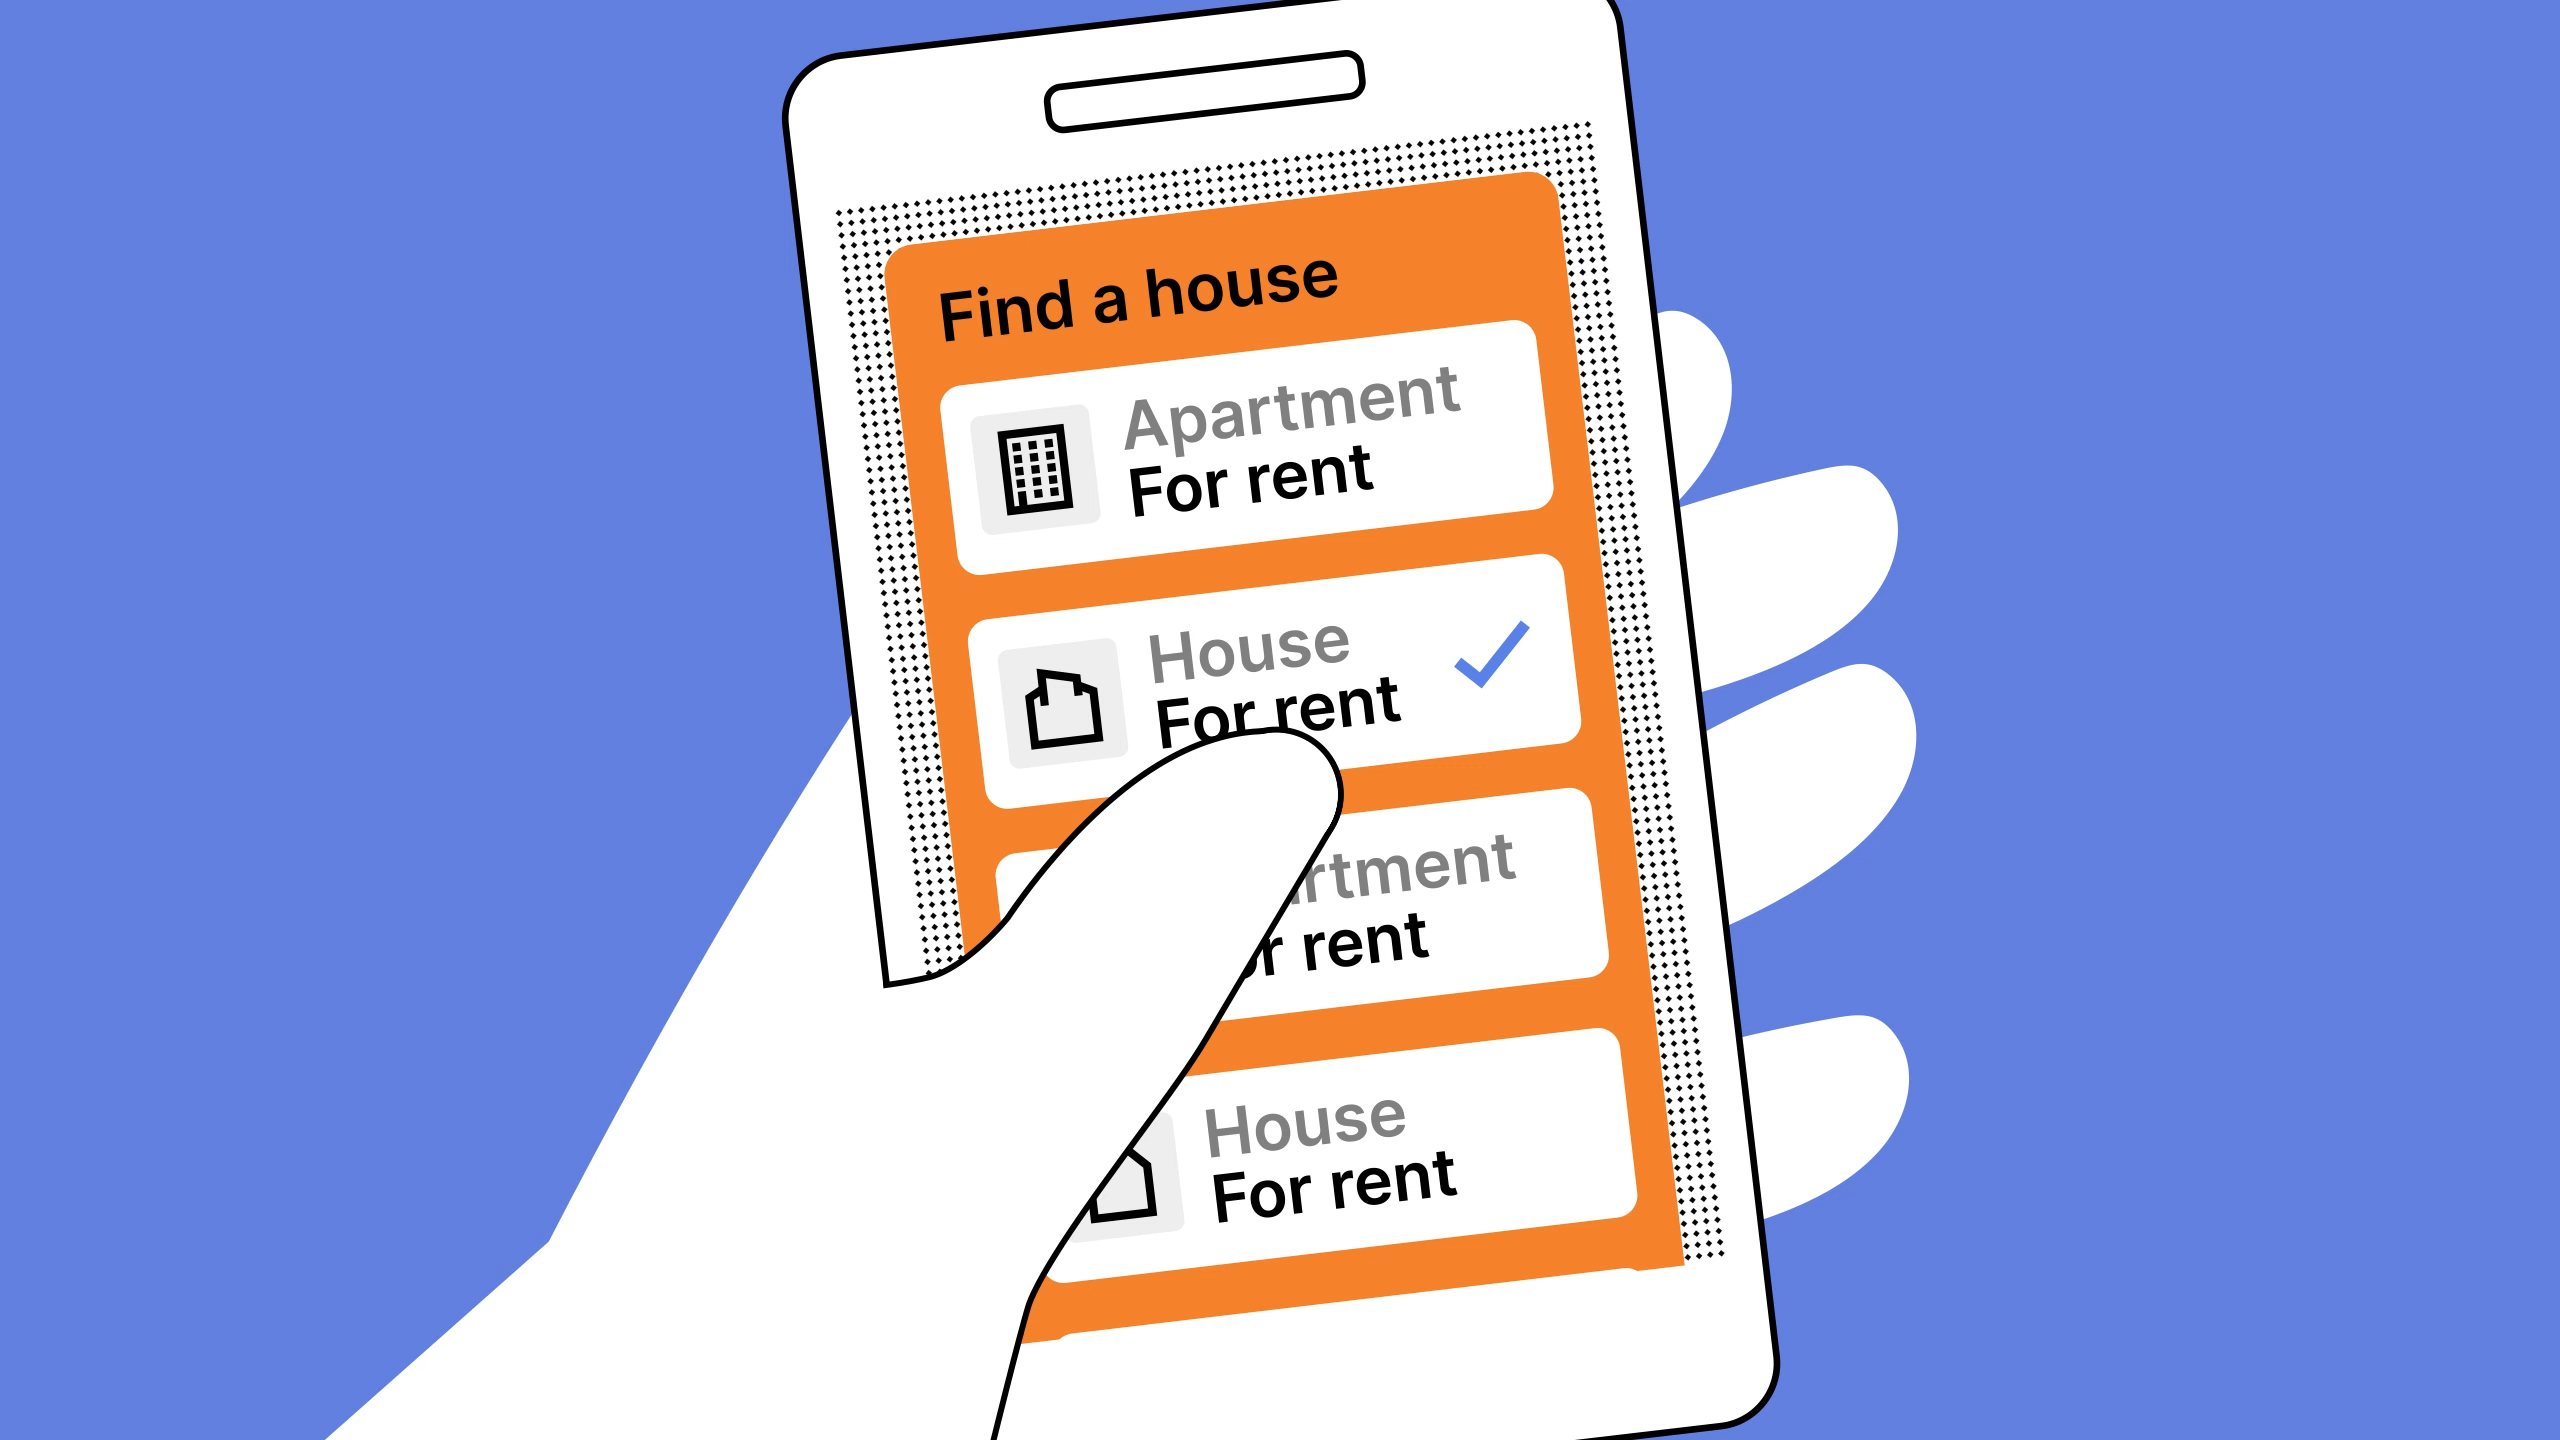 Find a house
Apartment
For rent
House
For rent
rtment
r rent
House
For rent